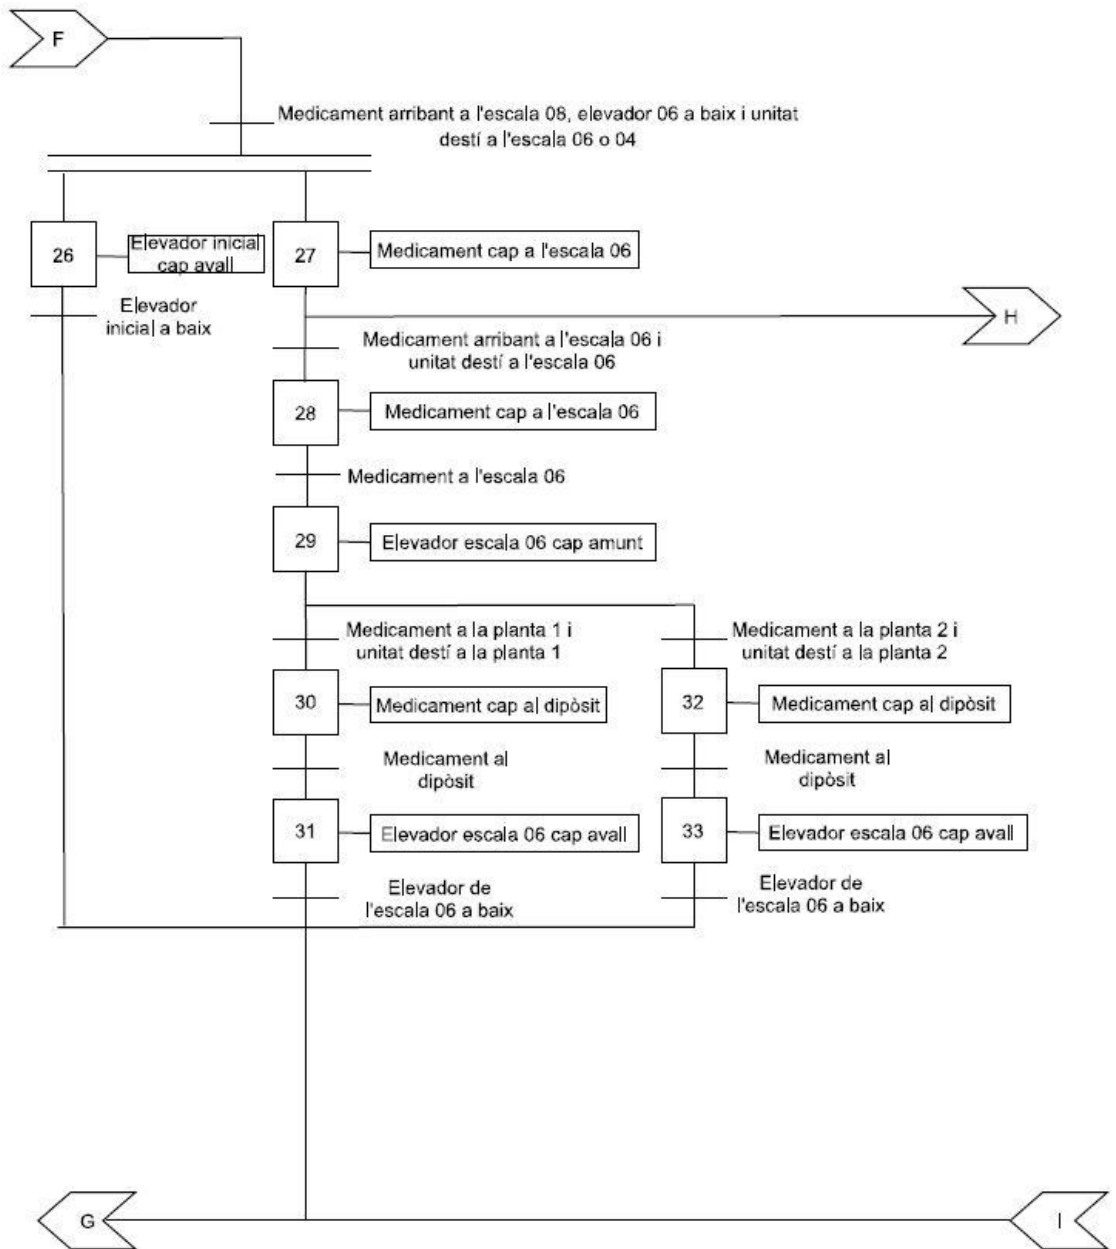 F
Medicament arribant a l'escala 08, elevador 06 a baix i unitat
destí a l'escala 06 o 04
26
Elevador inicial
cap avall
27
Medicament cap a l'escala 06
Elevador
inicial a baix
H
Medicament arribant a l'escala 06 i
unitat destí a l'escala 06
28
Medicament cap a l'escala 06
Medicament a l'escala 06
29
Elevador escala 06 cap amunt
Medicament a la planta 1 i
unitat destí a la planta 1
Medicament a la planta 2 i
unitat destí a la planta 2
30
Medicament cap al dipòsit
32
Medicament cap al dipòsit
Medicament al
dipòsit
Medicament al
dipòsit
31
Elevador escala 06 cap avall
33
Elevador escala 06 cap avall
Elevador de
l'escala 06 a baix
Elevador de
l'escala 06 a baix
G
I